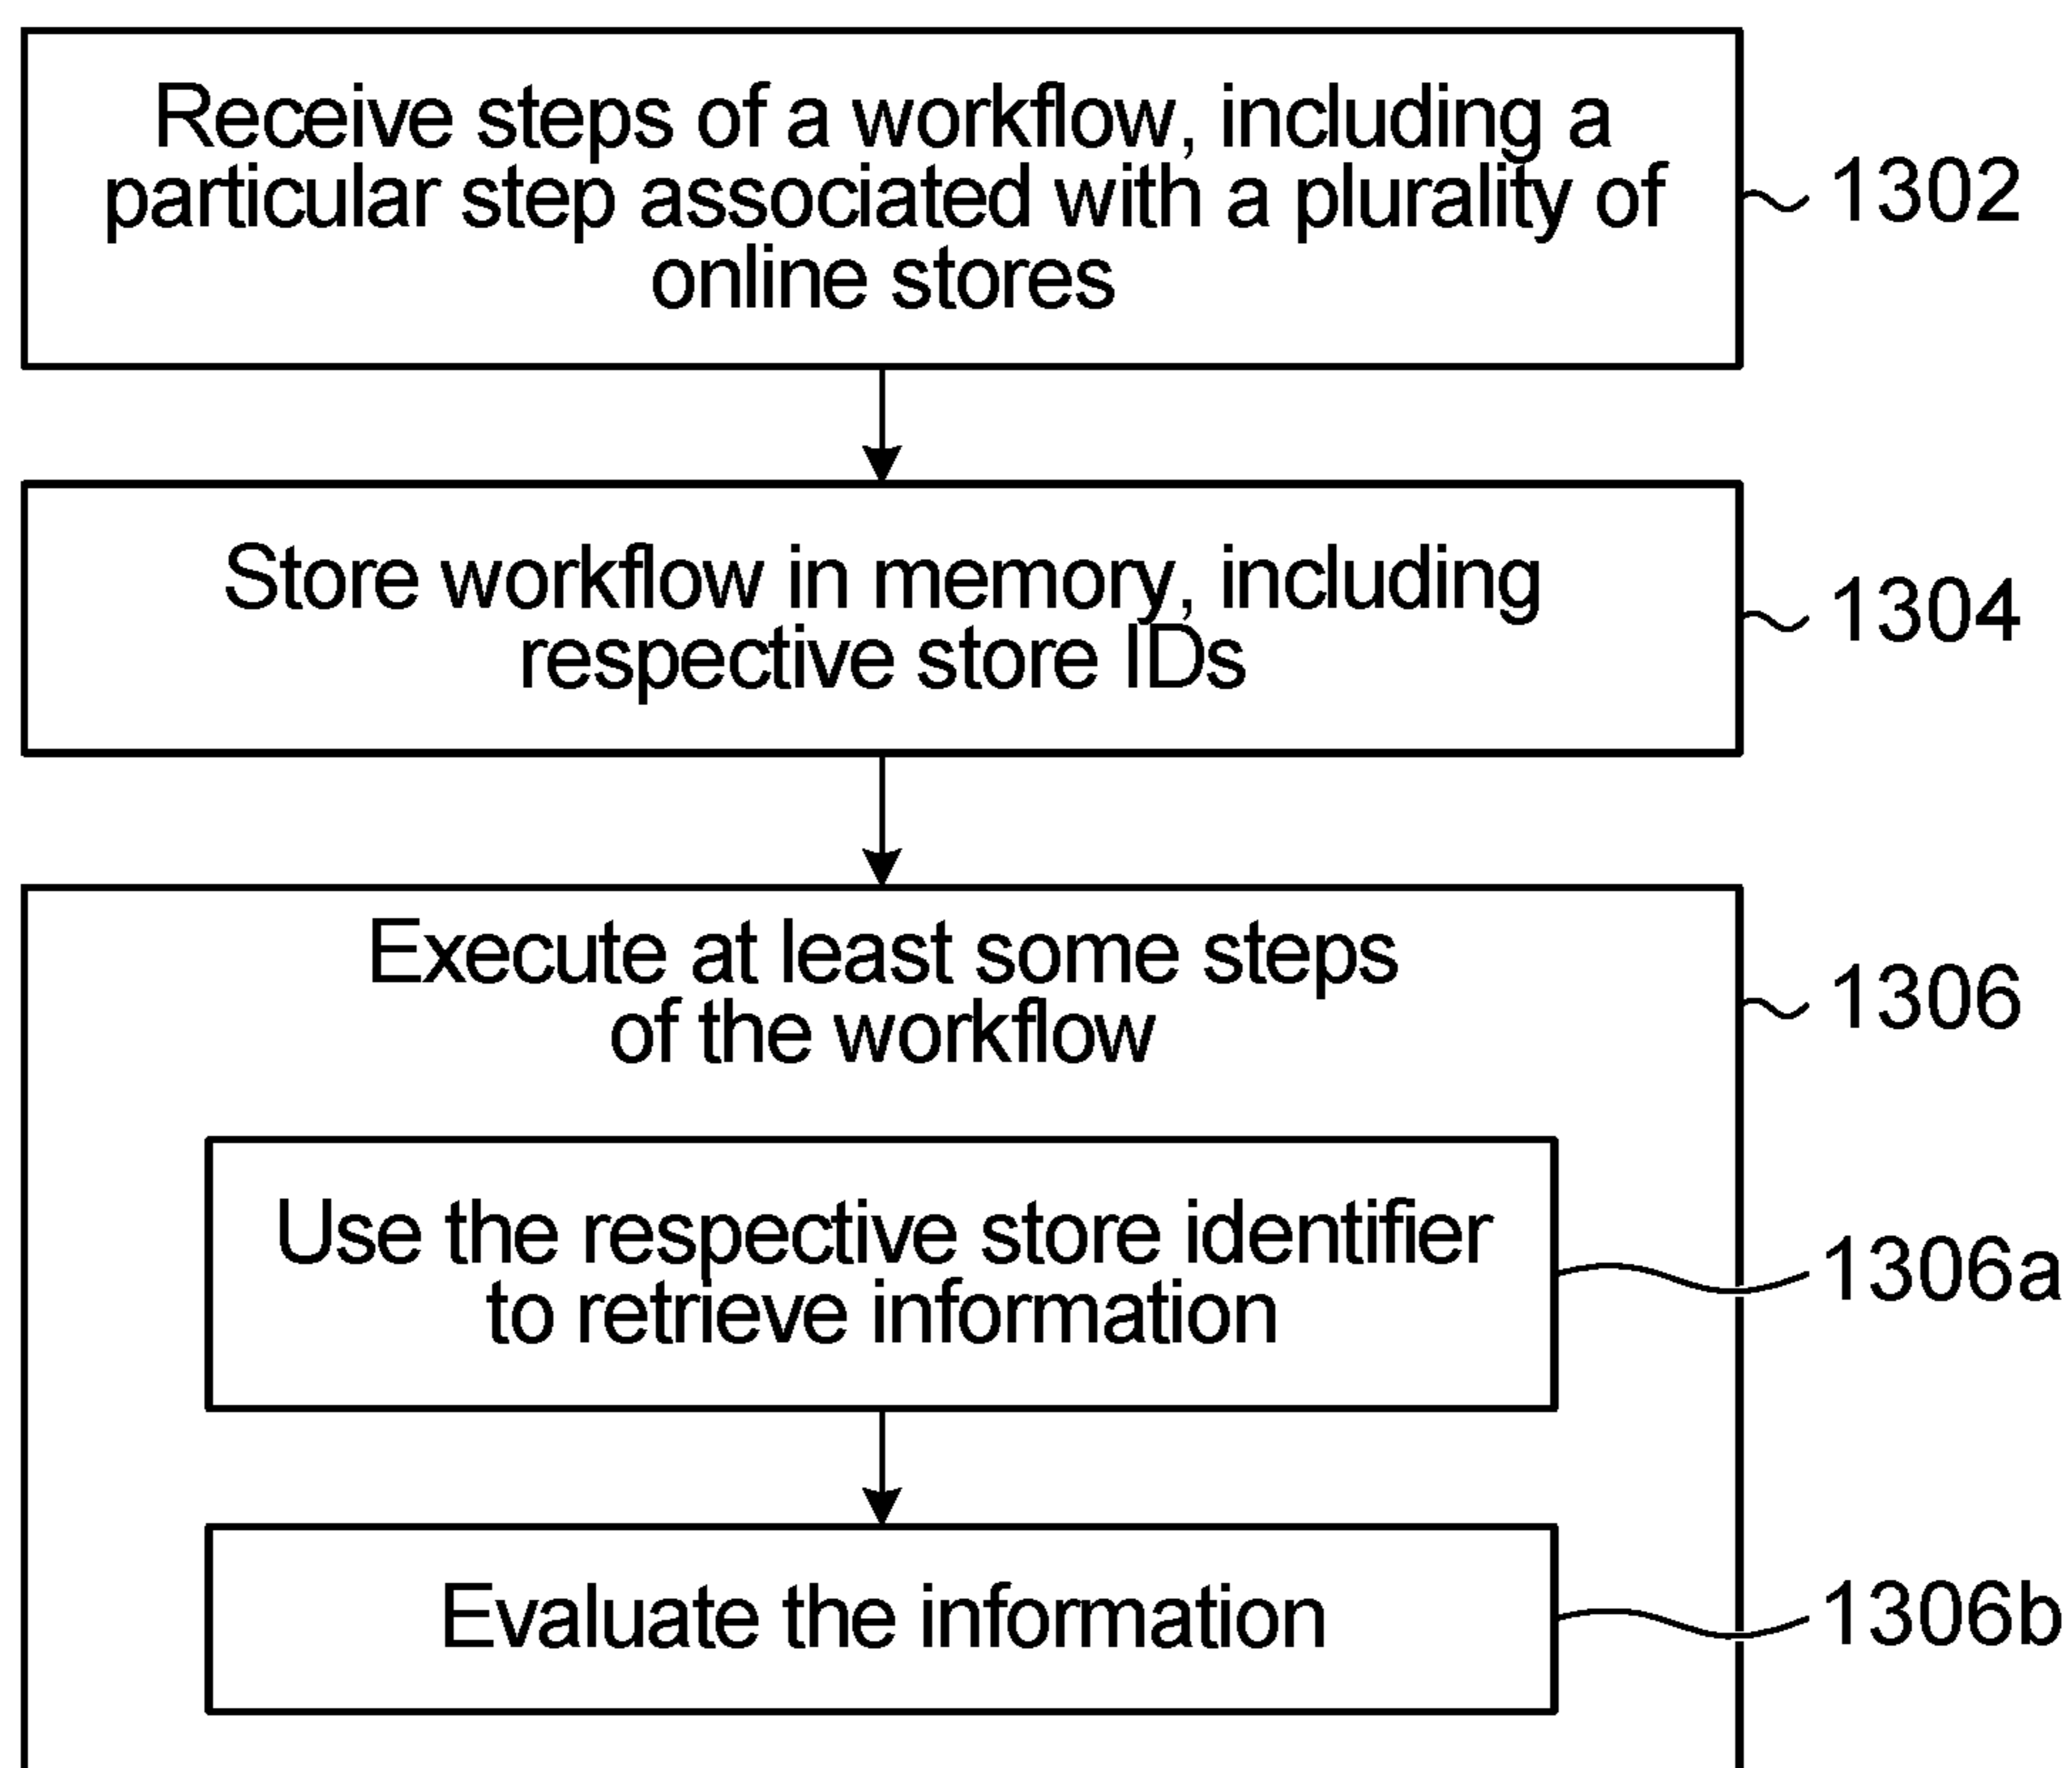 Receive steps of a workflow, including a
particular step associated with a plurality of
online stores
1302
Store workflow in memory, including
respective store IDs
1304
Execute at least some steps
of the workflow
1306
Use the respective store identifier
to retrieve information
1306a
Evaluate the information
1306b